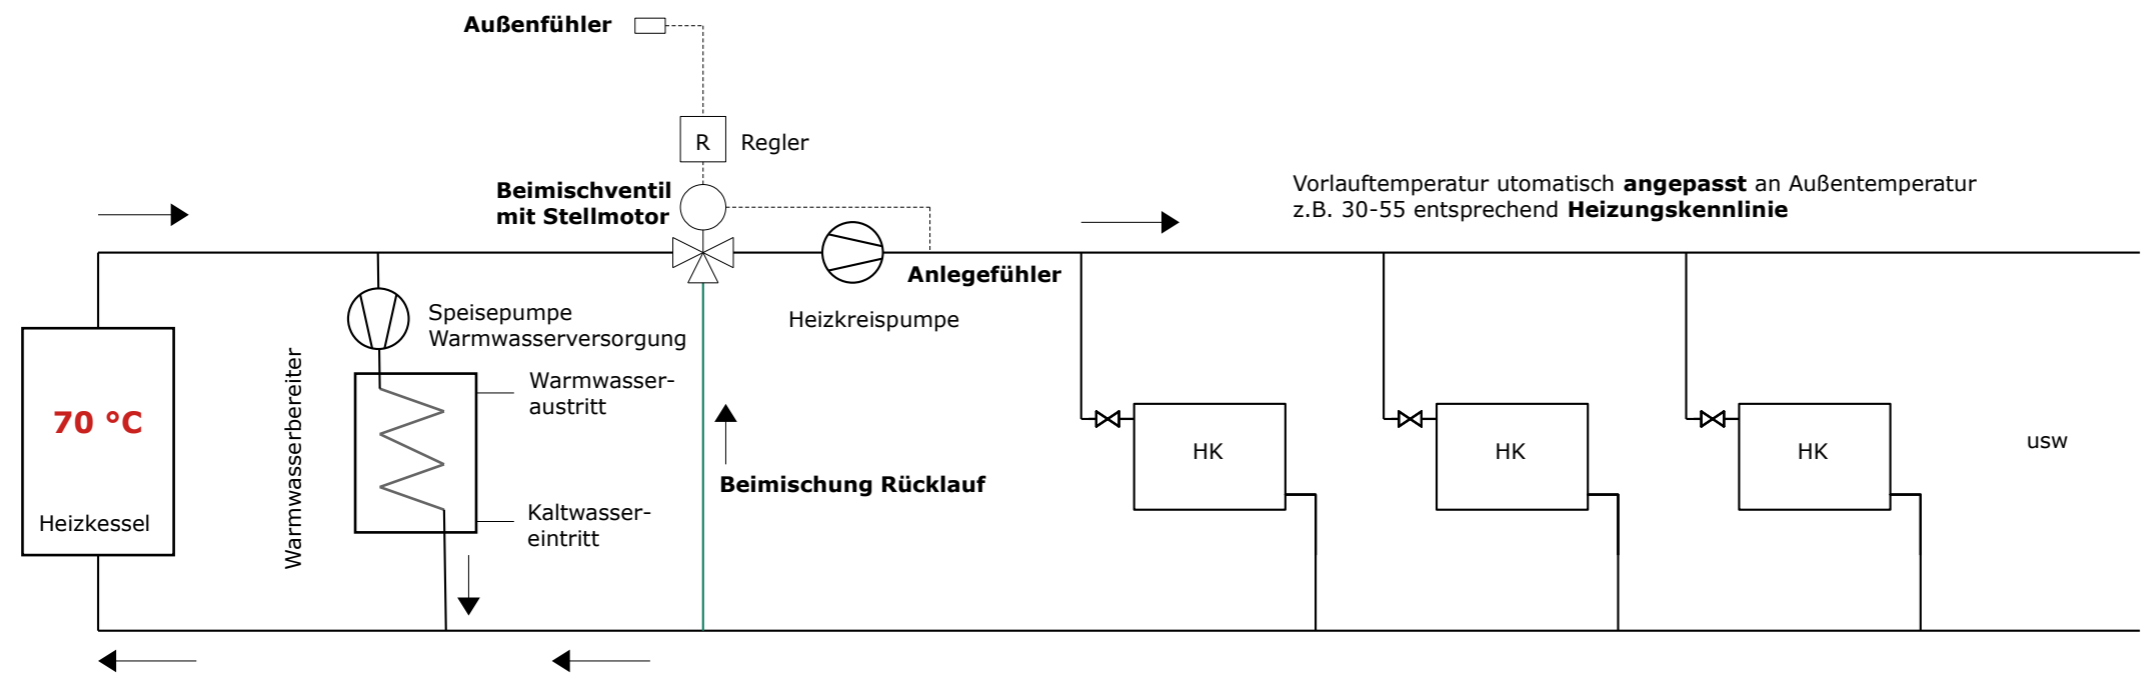 Außenfühler
R
Regler
Beimischventil
mit Stellmotor
Vorlauftemperatur utomatisch angepasst an Außentemperatur
z.B. 30-55 entsprechend Heizungskennlinie
Anlegefühler
Heizkreispumpe
Speisepumpe
Warmwasserversorgung
Warmwasserbereiter
Warmwasser-
austritt
70 °C
Heizkessel
Kaltwasser-
eintritt
Beimischung Rücklauf
HK
HK
HK
usw